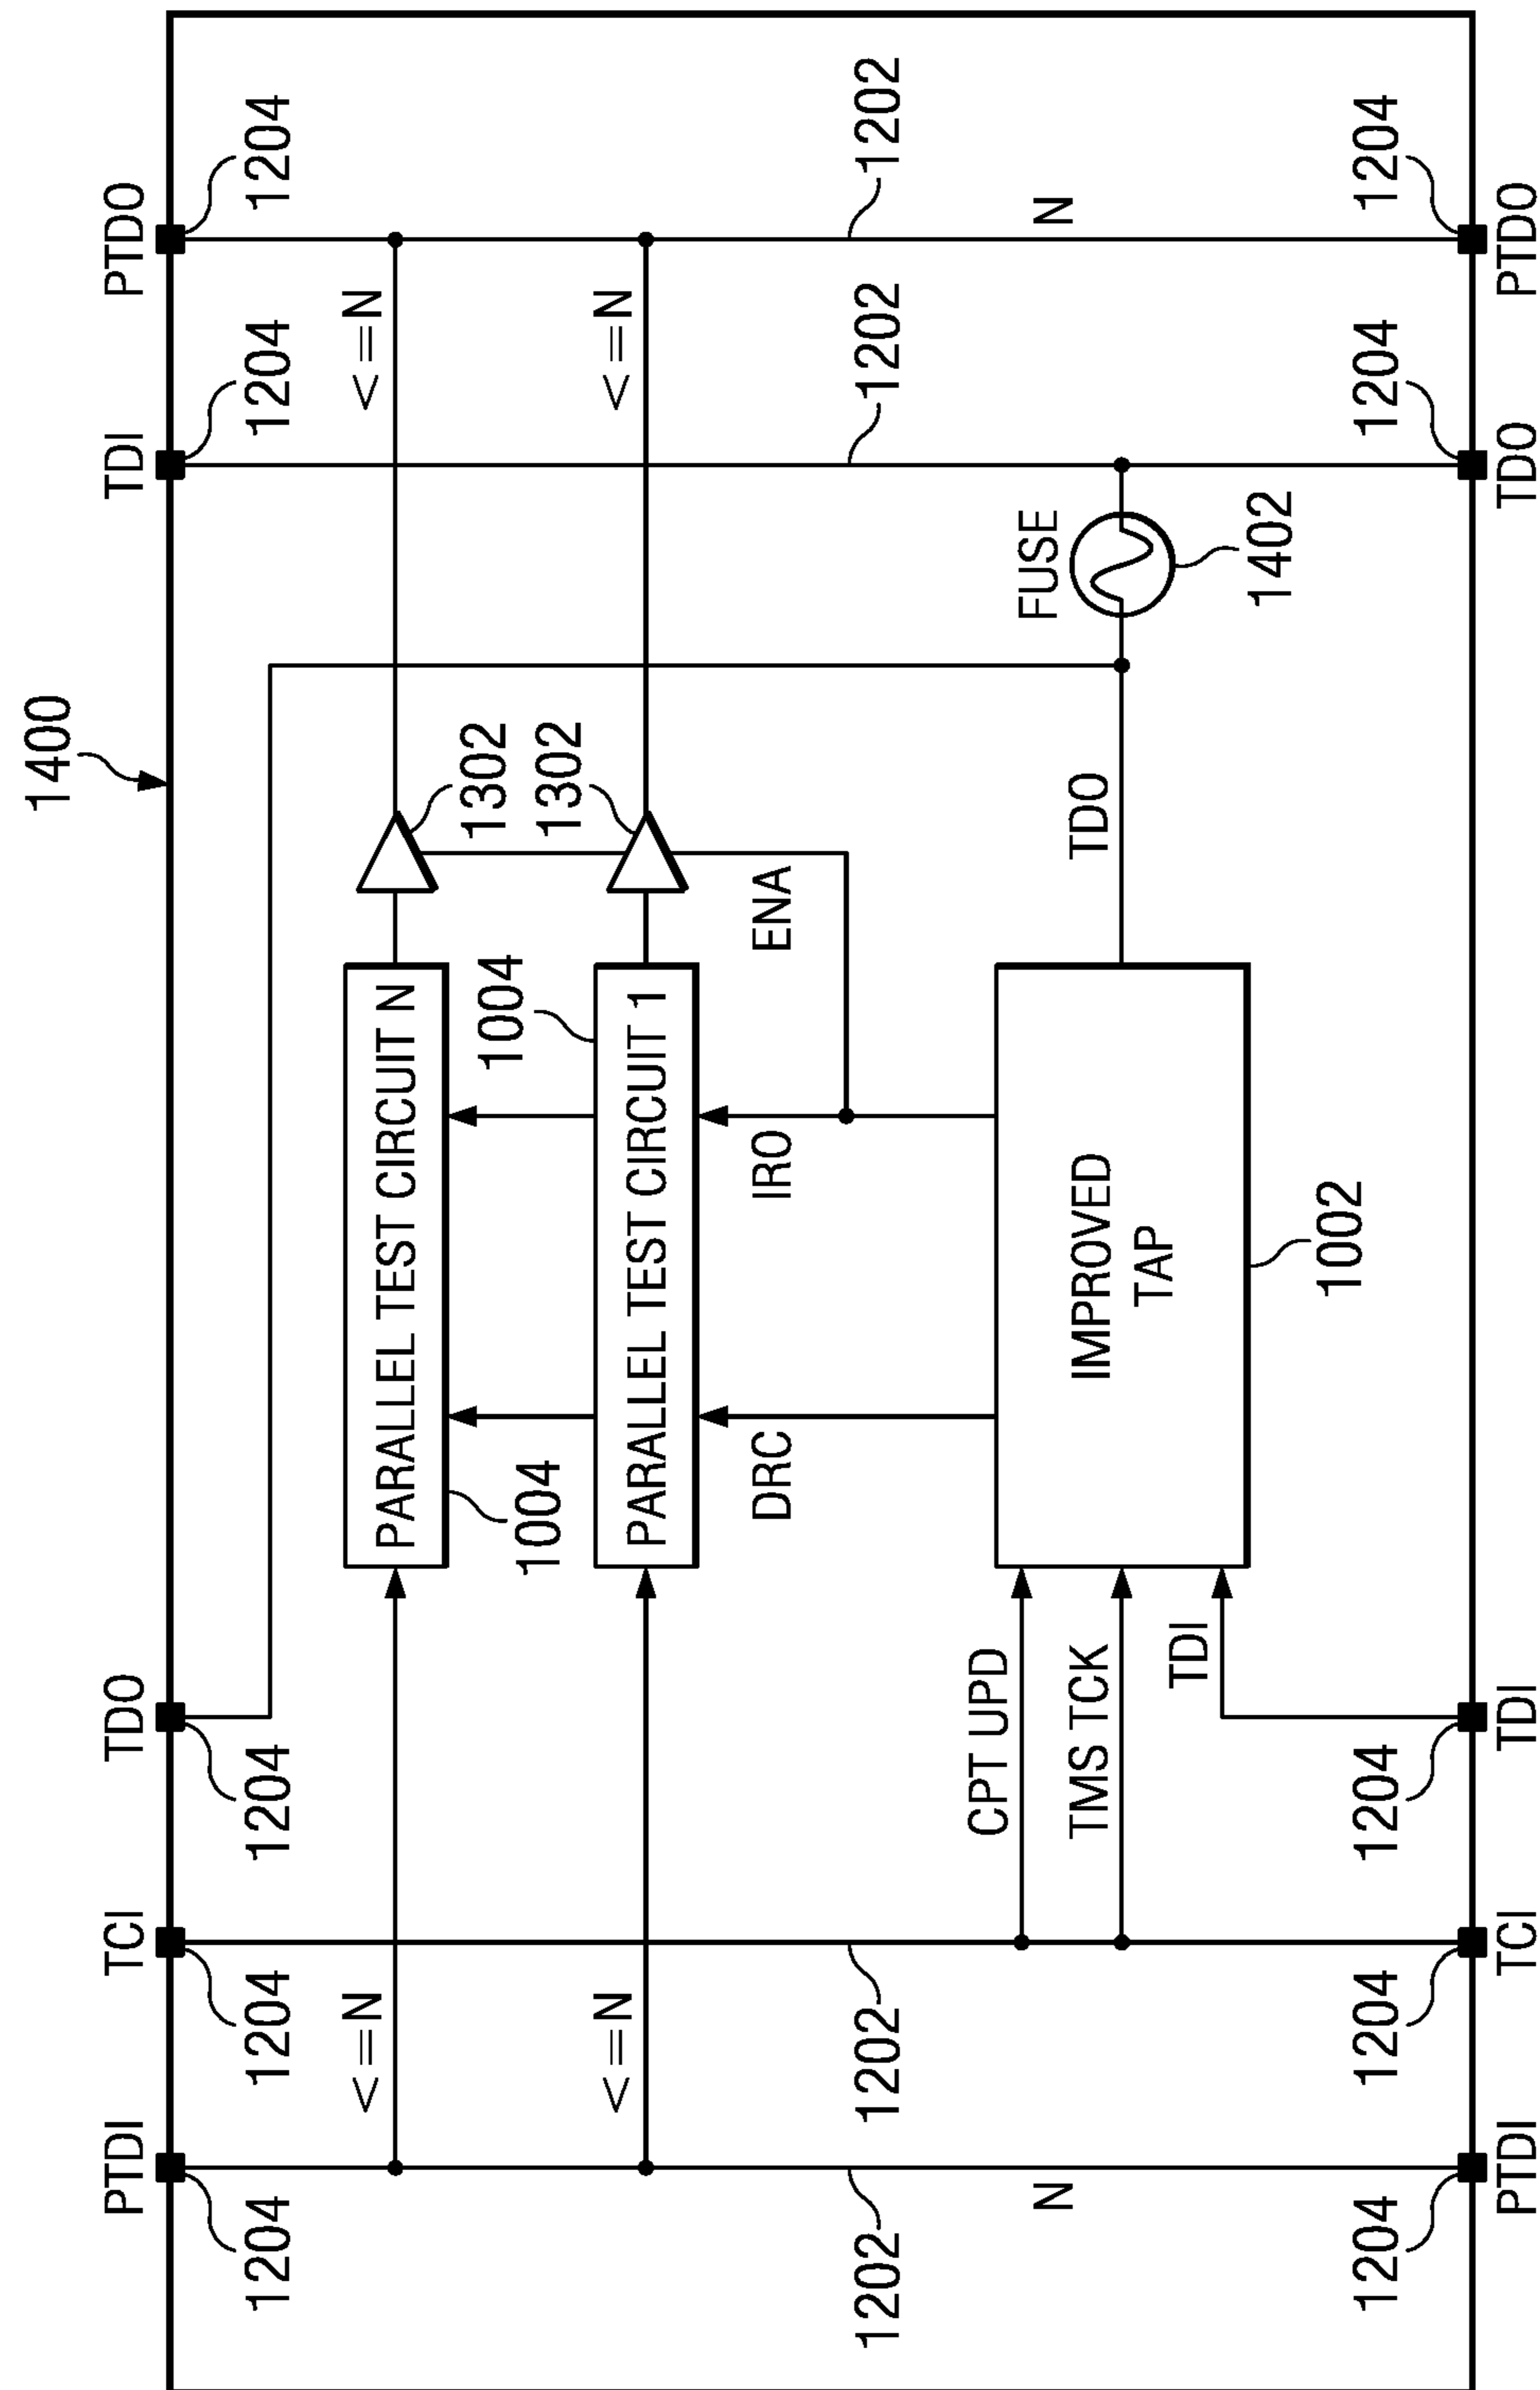 1400
PTDI
TCI
TDO
TDI
PTDO
1204
1204
1204
1204
1204
<=N
PARALLEL TEST CIRCUIT N
<=N
1004
1302
<=N
PARALLEL TEST CIRCUIT 1
<=N
1004
1302
DRC
IRO
ENA
1202
1202
1202
1202
N
CPT UPD
TMS TCK
TDI
IMPROVED
TAP
TDO
FUSE
N
1002
1402
1204
1204
1204
1204
1204
PTDI
TCI
TDI
TDO
PTDO